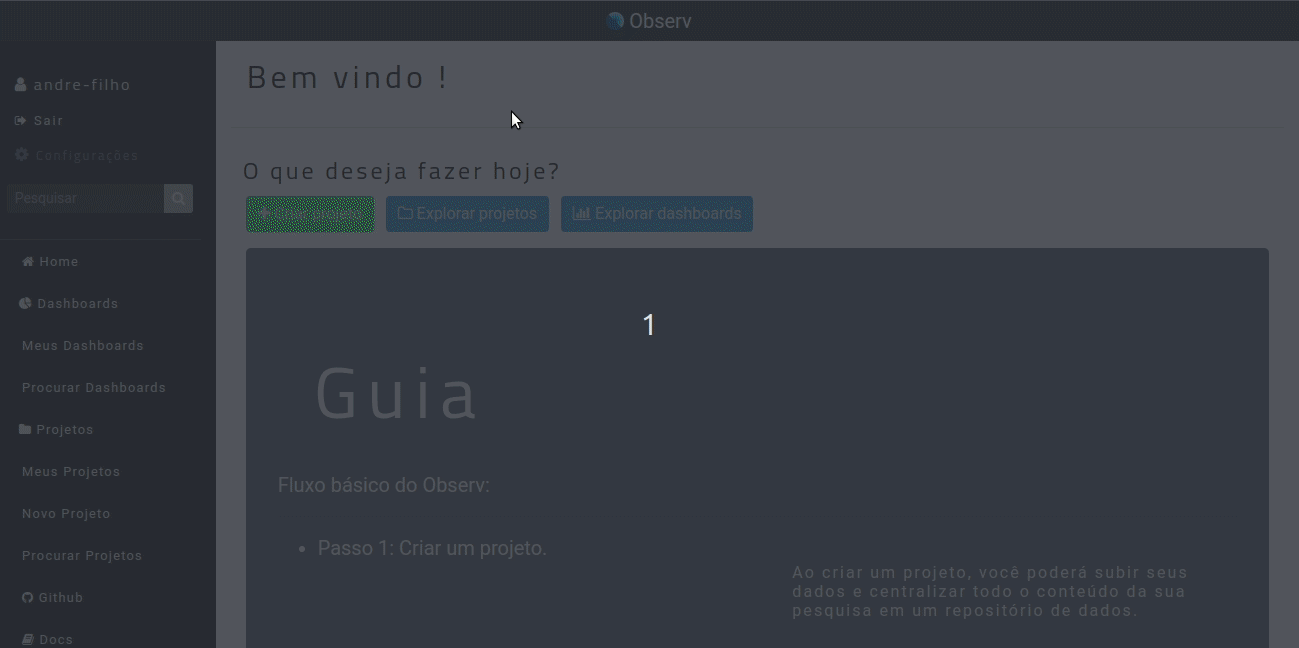 Observ
andre-filho
Sair
Configurações
Pesquisar
Home
Dashboards
Meus Dashboards
Procurar Dashboards
Projetos
Meus Projetos
Novo Projeto
Procurar Projetos
Github
Docs
Bem vindo !
O que deseja fazer hoje?
Explorar projetos
Explorar dashboards
1
Guia
Fluxo básico do Observ:
• Passo 1: Criar um projeto.
Ao criar um projeto, você poderá subir seus
dados e centralizar todo o conteúdo da sua
pesquisa em um repositório de dados.